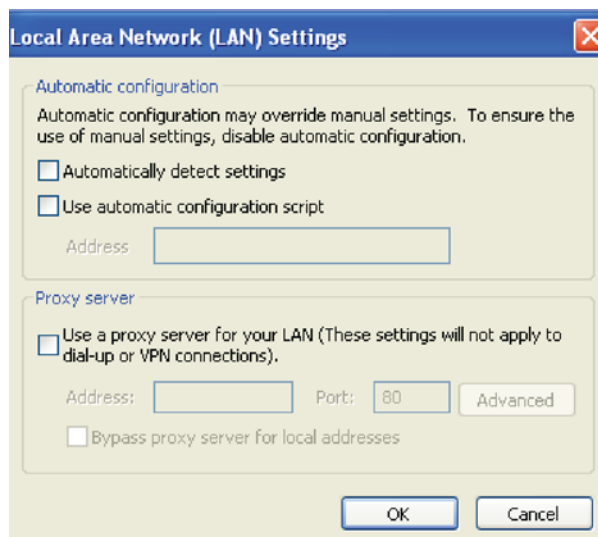 Local Area Network (LAN) Settings
Automatic configuration
Automatic configuration may override manual settings. To ensure the
use of manual settings, disable automatic configuration.
Automatically detect settings
Use automatic configuration script
Address
Proxy server
Use a proxy server for your LAN (These settings will not apply to
dial-up or VPN connections).
Address:
Port:
80
Advanced
Bypass proxy server for local addresses
OK
Cancel